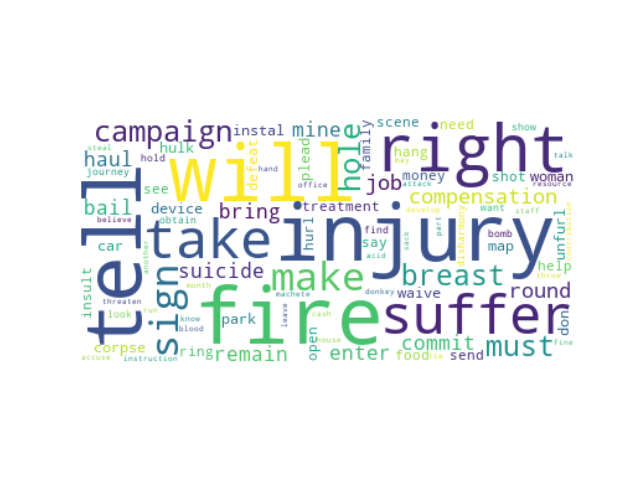 campaign
instal
mine
hole
family
scene
need
right
show
steal
talk
haul
hold
hulk
will
defeat
plead
hang
may
journey
hand
job
money
attack
shot
woman
resource
tell
bail
see
device
office
compensation
believe
obtain
bring
treatment
develop
want
staff
car
another
take
injury
hurl
find
say
acid
sack
disharmony
part
bomb
map
unfurl
contribution
insult
sign
suicide
make
breast
help
throw
threaten
month
machete
donkey
waive
round
look
run
know
blood
fire
leave
cash
suffer
don
park
corpse
ring
remain
open
house
enter
food
lie
commit
send
must
fine
accuse
instruction